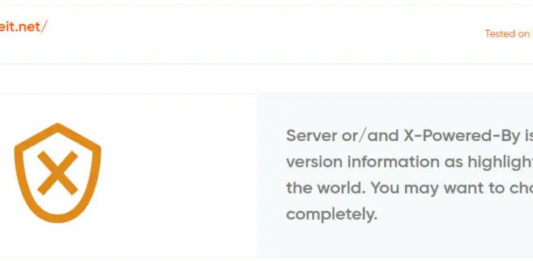 eit.net/
Tested on
Server or/and X-Powered-By is
version information as highligh
the world. You may want to cho
completely.